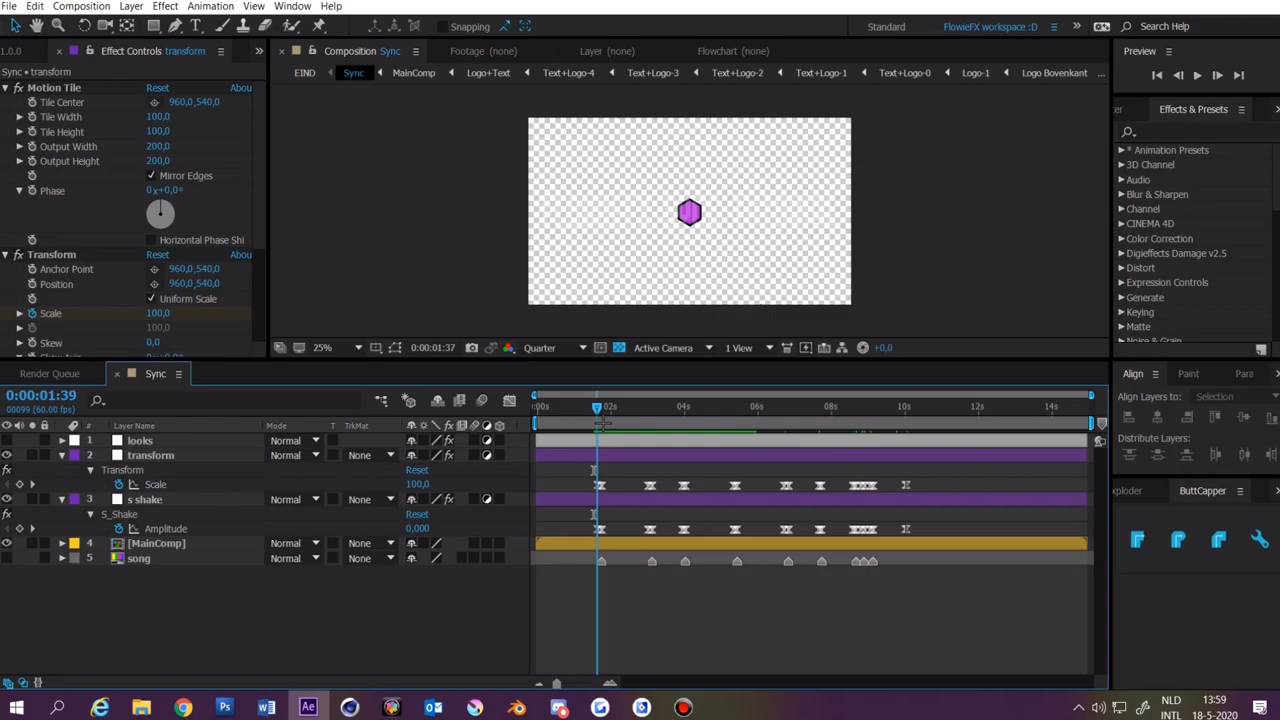 File Edit Composition Layer Effect Animation View Window Help
Snapping Standard FlowieFX workspace :D Search Help
1.0.0 Effect Controls transform Composition Sync Footage (none) Layer (none) Flowchart (none) Preview
Sync • transform EIND Sync MainComp Logo+Text Text+Logo-4 Text+Logo-3 Text+Logo-2 Text+Logo-1 Text+Logo-0 Logo-1 Logo Bovenkant ...
Motion Tile Reset Abou
Tile Center 960,0,540,0
Tile Width 100,0
Tile Height 100,0
Output Width 200,0
Output Height 200,0
Mirror Edges
Phase 0x+0,0°
Horizontal Phase Shi
Transform Reset Abou
Anchor Point 960,0,540,0
Position 960,0,540,0
Uniform Scale
Scale 100,0
100,0
Skew 0,0
25% 0:00:01:37 Quarter Active Camera 1 View +0,0
Effects & Presets
* Animation Presets
3D Channel
Audio
Blur & Sharpen
Channel
CINEMA 4D
Color Correction
Digieffects Damage v2.5
Distort
Expression Controls
Generate
Keying
Matte
Noise & Grain
Align Paint Para
Align Layers to: Selection
Distribute Layers:
xploder ButtCapper
Render Queue Sync
0:00:01:39
00099 (60.00 fps)
:00s 02s 04s 06s 08s 10s 14s
# Layer Name Mode TrkMat
1 looks Normal
2 transform Normal None
Transform Reset
Scale 100,0
3 s shake Normal None
S_Shake Reset
Amplitude 0,000
4 [MainComp] Normal None
5 song Normal None
NLD 13:59
INTL 18-5-2020